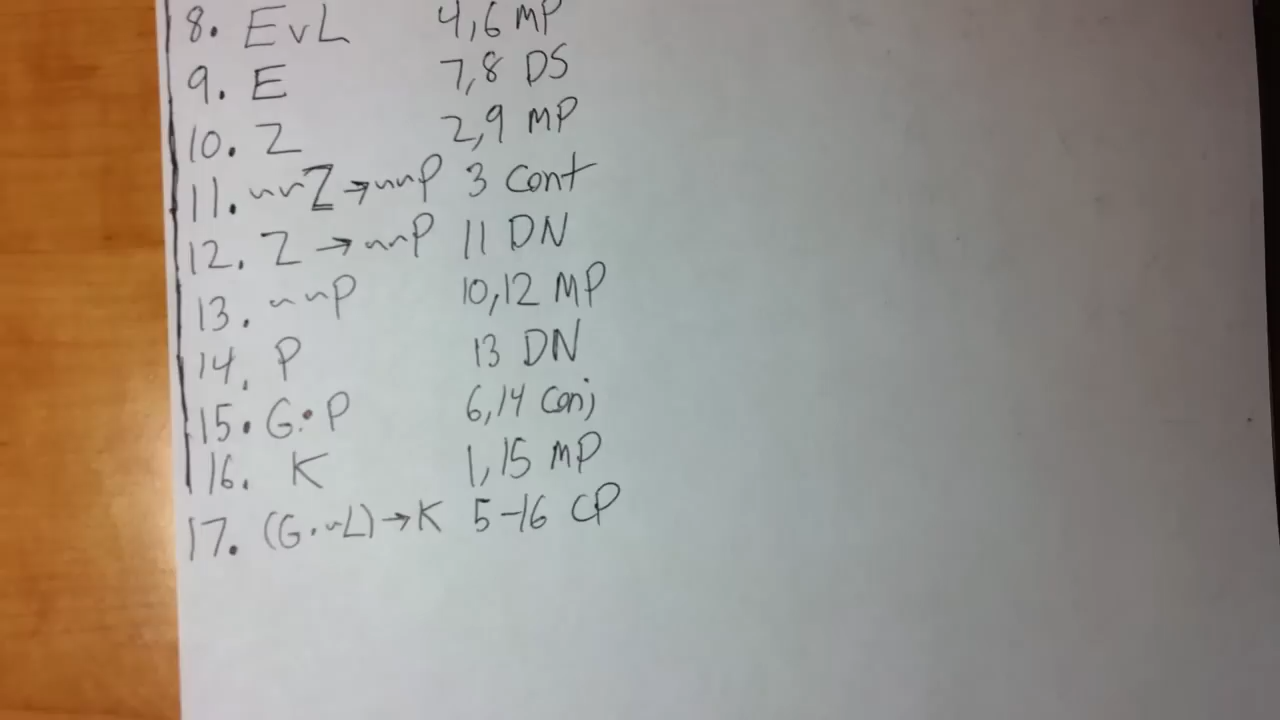 8. EvL 4,6 MP
9. E 7,8 DS
10. Z 2,9 MP
11. ~~Z→~~P 3 Cont
12. Z→~~P 11 DN
13. ~~P 10,12 MP
14. P 13 DN
15. G•P 6,14 Conj
16. K 1,15 MP
17. (G•~L)→K 5-16 CP